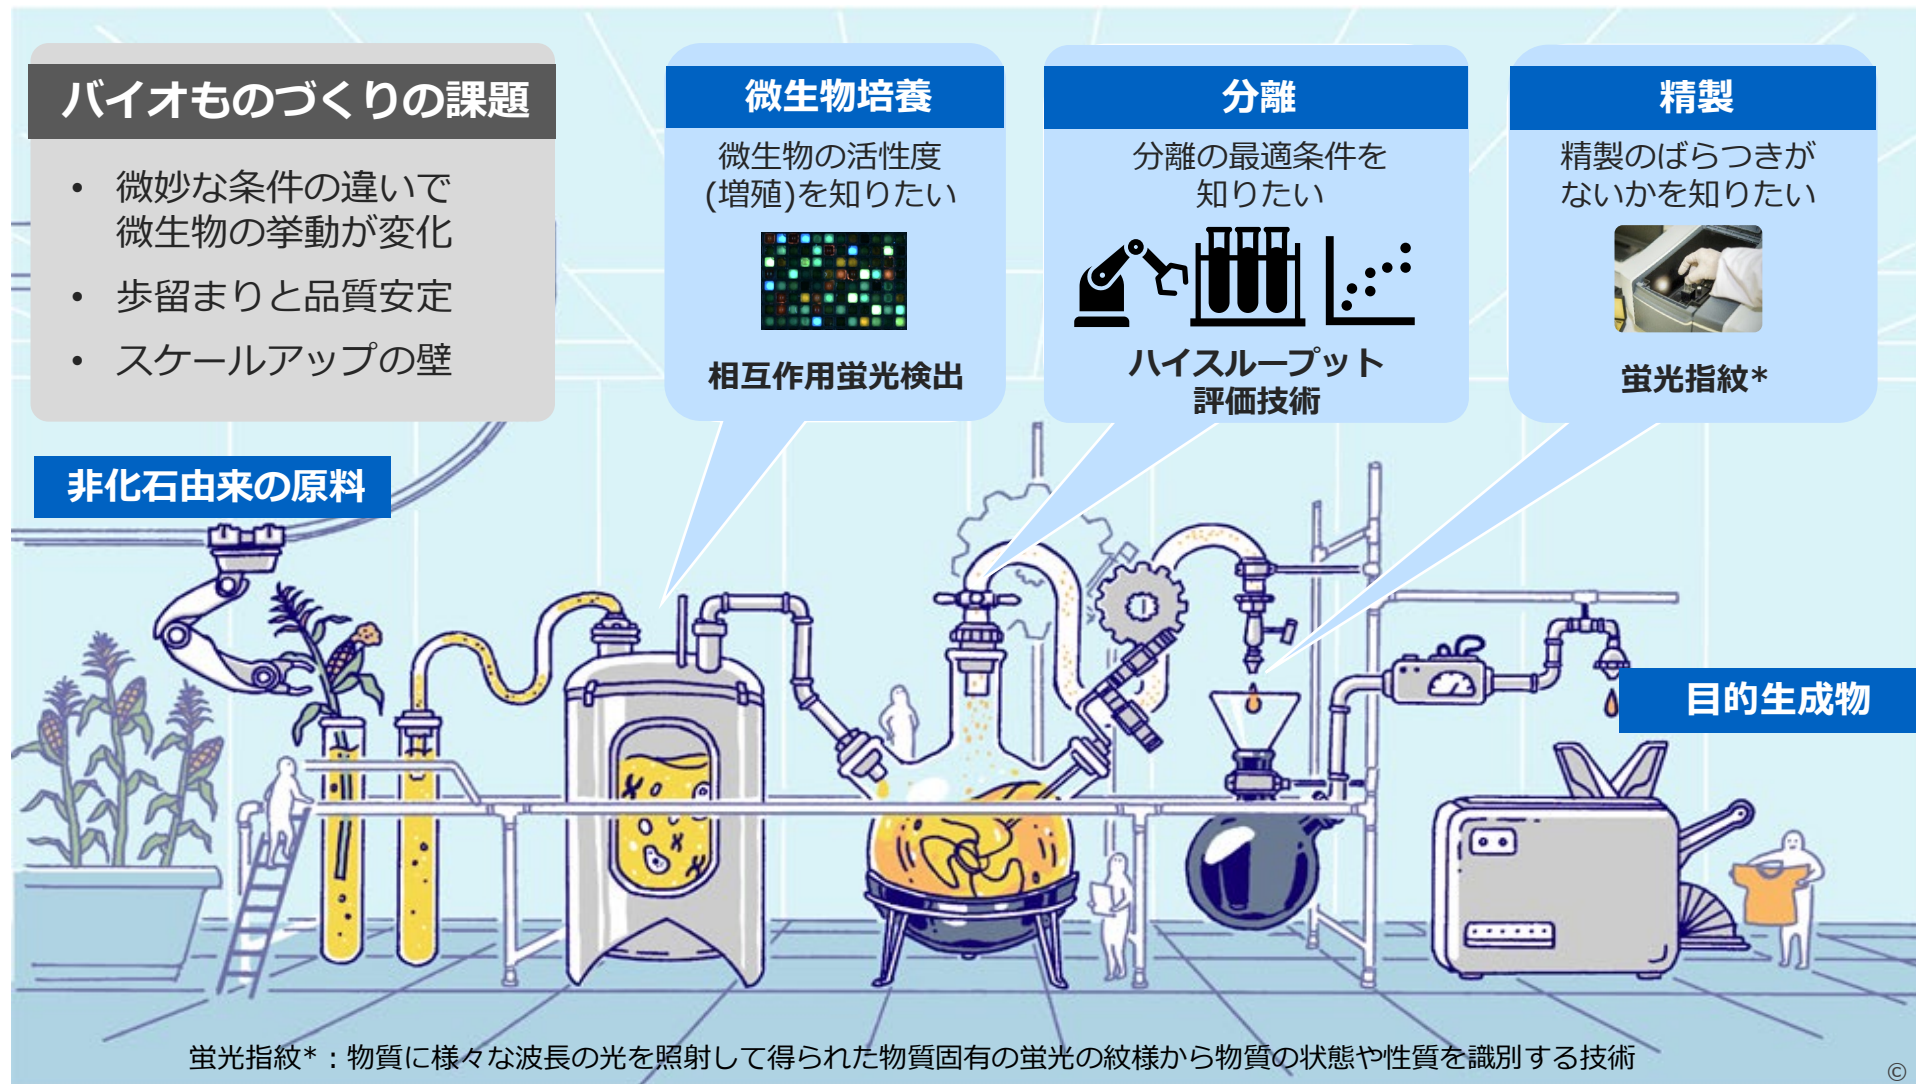 バイオものづくりの課題
• 微妙な条件の違いで
微生物の挙動が変化
• 歩留まりと品質安定
• スケールアップの壁
微生物培養
微生物の活性度
(増殖)を知りたい
相互作用蛍光検出
分離
分離の最適条件を
知りたい
ハイスループット
評価技術
精製
精製のばらつきが
ないかを知りたい
蛍光指紋*
非化石由来の原料
目的生成物
蛍光指紋*：物質に様々な波長の光を照射して得られた物質固有の蛍光の紋様から物質の状態や性質を識別する技術
©